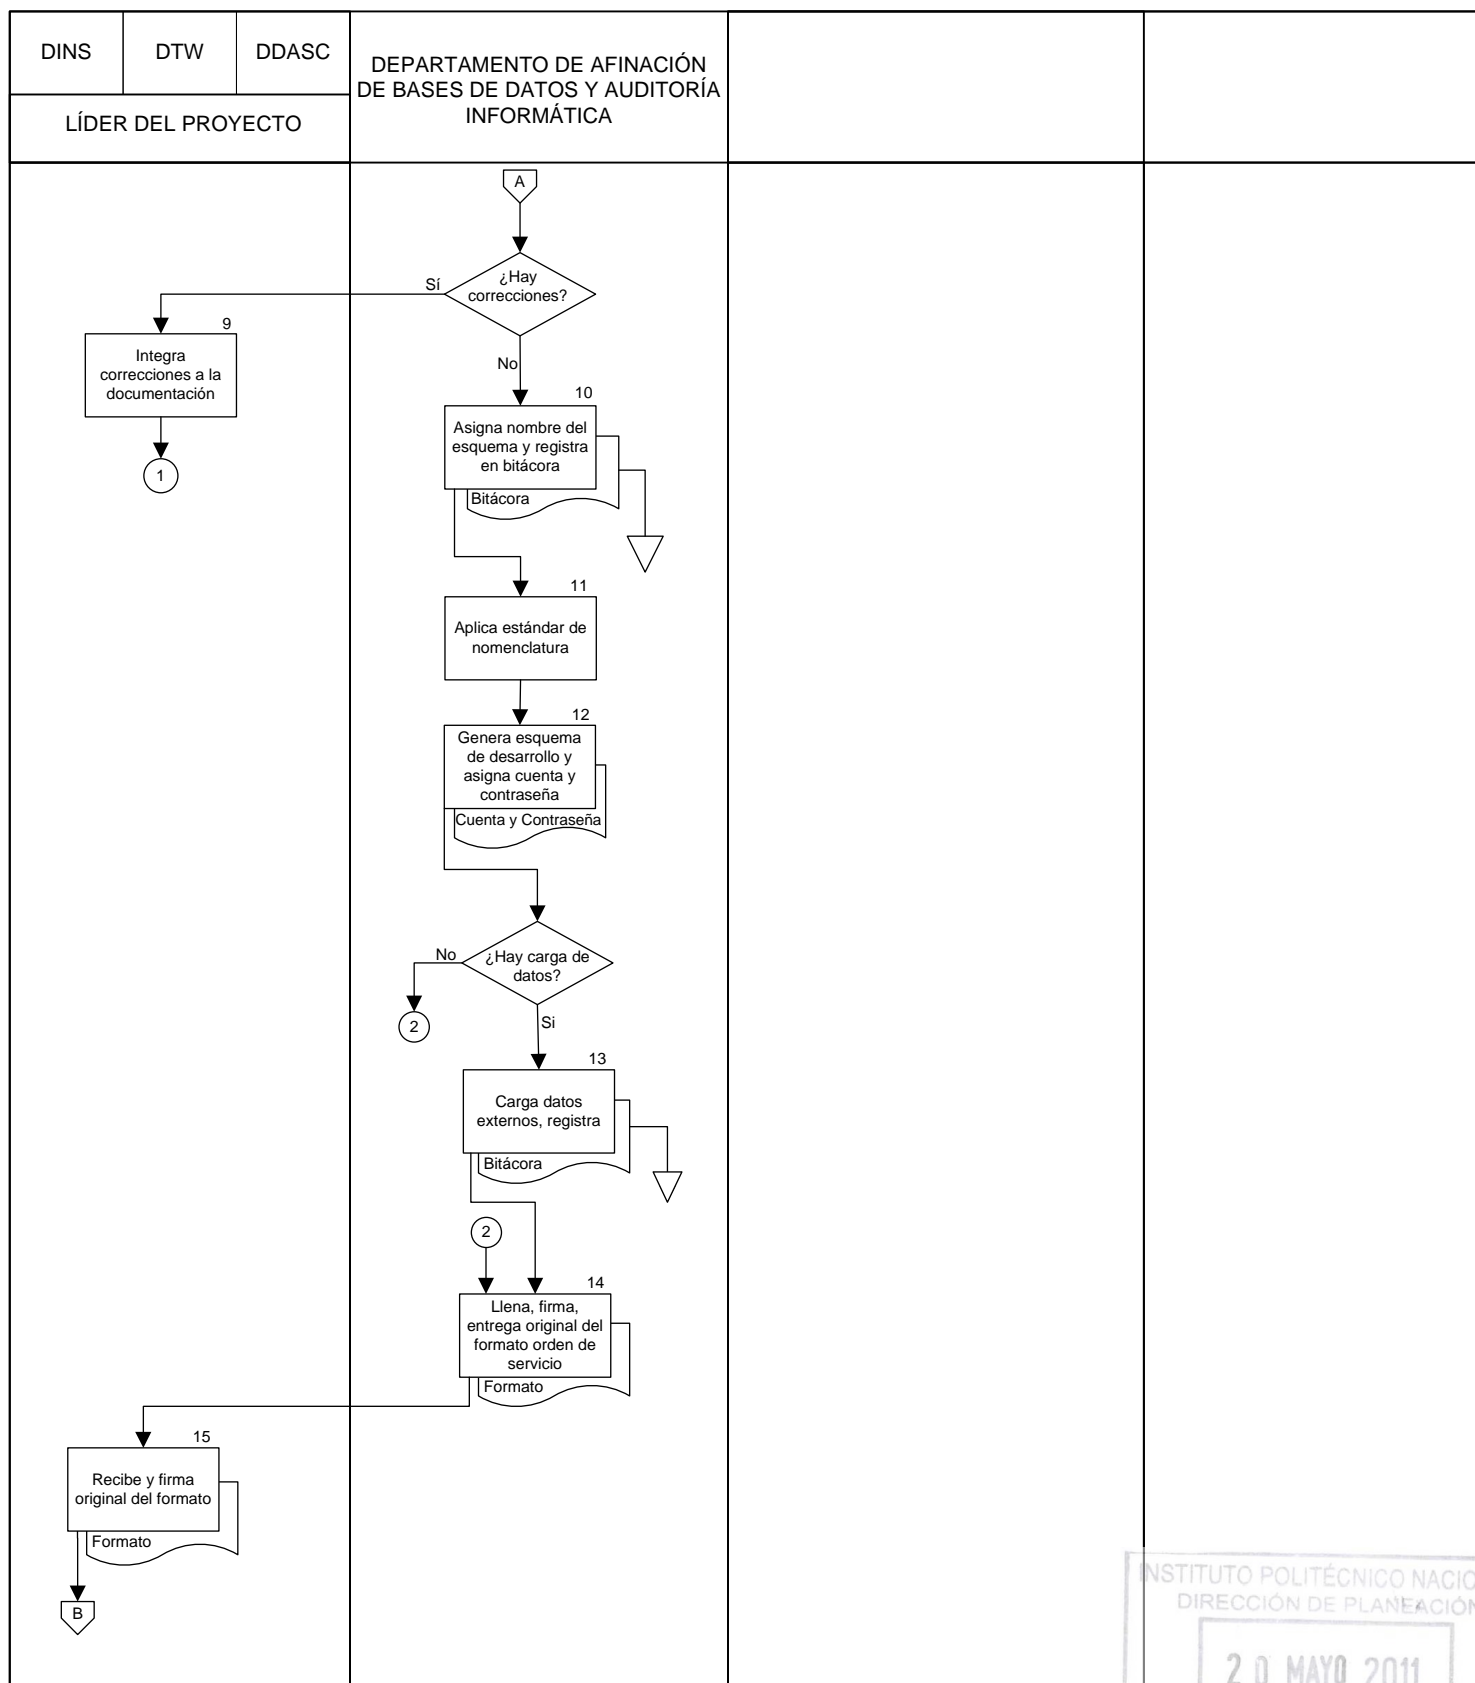 DINS
DTW
DDASC
LÍDER DEL PROYECTO
DEPARTAMENTO DE AFINACIÓN
DE BASES DE DATOS Y AUDITORÍA
INFORMÁTICA
A
¿Hay
correcciones?
Sí
9
Integra
correcciones a la
documentación
1
No
10
Asigna nombre del
esquema y registra
en bitácora
Bitácora
11
Aplica estándar de
nomenclatura
12
Genera esquema
de desarrollo y
asigna cuenta y
contraseña
Cuenta y Contraseña
¿Hay carga de
datos?
No
2
Si
13
Carga datos
externos, registra
Bitácora
2
14
Llena, firma,
entrega original del
formato orden de
servicio
Formato
15
Recibe y firma
original del formato
Formato
B
INSTITUTO POLITÉCNICO NACIO
DIRECCIÓN DE PLANEACIÓN
20 MAYO 2011